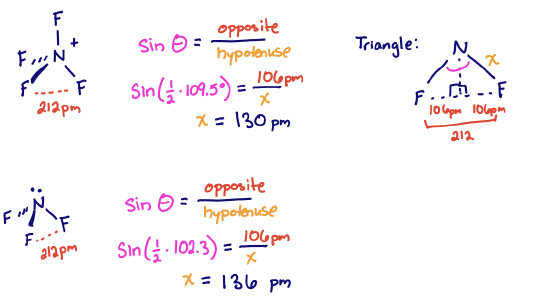 F
F N +
F F
212pm
Sin θ = opposite
hypotenuse
Sin(½ · 109.5°) = 106pm
x
x = 130 pm
Triangle:
N x
F F
106pm 106pm
212
N
F F
F
212pm
Sin θ = opposite
hypotenuse
Sin(½ · 102.3) = 106pm
x
x = 136 pm